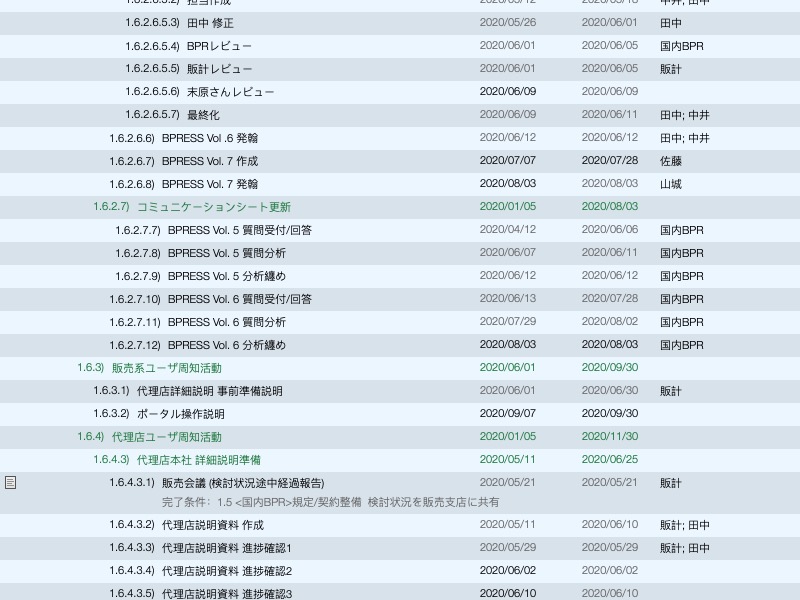 1.6.2.6.5.2) 担当作成 2020/05/12 2020/05/18 中井; 田中
1.6.2.6.5.3) 田中 修正 2020/05/26 2020/06/01 田中
1.6.2.6.5.4) BPRレビュー 2020/06/01 2020/06/05 国内BPR
1.6.2.6.5.5) 販計レビュー 2020/06/01 2020/06/05 販計
1.6.2.6.5.6) 末原さんレビュー 2020/06/09 2020/06/09
1.6.2.6.5.7) 最終化 2020/06/09 2020/06/11 田中; 中井
1.6.2.6.6) BPRESS Vol .6 発翰 2020/06/12 2020/06/12 田中; 中井
1.6.2.6.7) BPRESS Vol. 7 作成 2020/07/07 2020/07/28 佐藤
1.6.2.6.8) BPRESS Vol. 7 発翰 2020/08/03 2020/08/03 山城
1.6.2.7) コミュニケーションシート更新 2020/01/05 2020/08/03
1.6.2.7.7) BPRESS Vol. 5 質問受付/回答 2020/04/12 2020/06/06 国内BPR
1.6.2.7.8) BPRESS Vol. 5 質問分析 2020/06/07 2020/06/11 国内BPR
1.6.2.7.9) BPRESS Vol. 5 分析纏め 2020/06/12 2020/06/12 国内BPR
1.6.2.7.10) BPRESS Vol. 6 質問受付/回答 2020/06/13 2020/07/28 国内BPR
1.6.2.7.11) BPRESS Vol. 6 質問分析 2020/07/29 2020/08/02 国内BPR
1.6.2.7.12) BPRESS Vol. 6 分析纏め 2020/08/03 2020/08/03 国内BPR
1.6.3) 販売系ユーザ周知活動 2020/06/01 2020/09/30
1.6.3.1) 代理店詳細説明 事前準備説明 2020/06/01 2020/06/30 販計
1.6.3.2) ポータル操作説明 2020/09/07 2020/09/30
1.6.4) 代理店ユーザ周知活動 2020/01/05 2020/11/30
1.6.4.3) 代理店本社 詳細説明準備 2020/05/11 2020/06/25
1.6.4.3.1) 販売会議 (検討状況途中経過報告) 2020/05/21 2020/05/21 販計
完了条件: 1.5 <国内BPR>規定/契約整備 検討状況を販売支店に共有
1.6.4.3.2) 代理店説明資料 作成 2020/05/11 2020/06/10 販計; 田中
1.6.4.3.3) 代理店説明資料 進捗確認1 2020/05/29 2020/05/29 販計; 田中
1.6.4.3.4) 代理店説明資料 進捗確認2 2020/06/02 2020/06/02
1.6.4.3.5) 代理店説明資料 進捗確認3 2020/06/10 2020/06/10